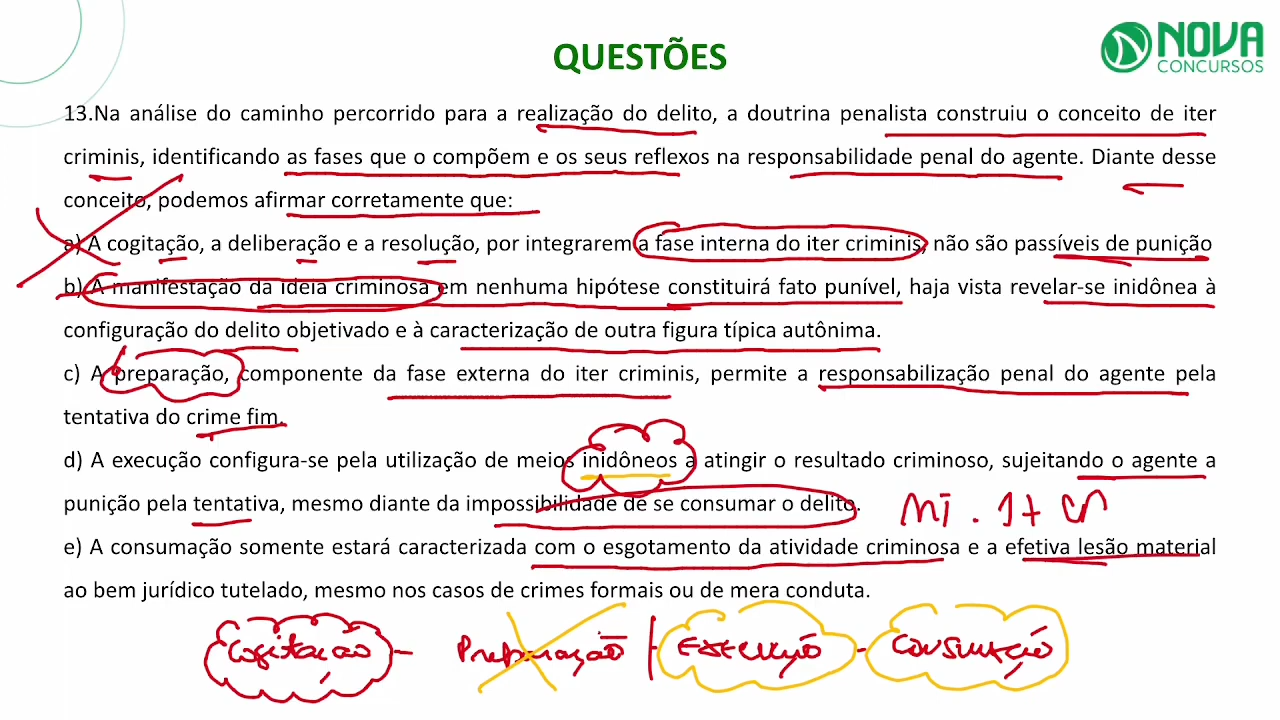 QUESTÕES
NOVA
CONCURSOS
13.Na análise do caminho percorrido para a realização do delito, a doutrina penalista construiu o conceito de iter
criminis, identificando as fases que o compõem e os seus reflexos na responsabilidade penal do agente. Diante desse
conceito, podemos afirmar corretamente que:
a) A cogitação, a deliberação e a resolução, por integrarem a fase interna do iter criminis, não são passíveis de punição
b) A manifestação da ideia criminosa em nenhuma hipótese constituirá fato punível, haja vista revelar-se inidônea à
configuração do delito objetivado e à caracterização de outra figura típica autônima.
c) A preparação, componente da fase externa do iter criminis, permite a responsabilização penal do agente pela
tentativa do crime fim.
d) A execução configura-se pela utilização de meios inidôneos a atingir o resultado criminoso, sujeitando o agente a
punição pela tentativa, mesmo diante da impossibilidade de se consumar o delito.
e) A consumação somente estará caracterizada com o esgotamento da atividade criminosa e a efetiva lesão material
ao bem jurídico tutelado, mesmo nos casos de crimes formais ou de mera conduta.
Cogitação - Preparação | Execução - Consumação